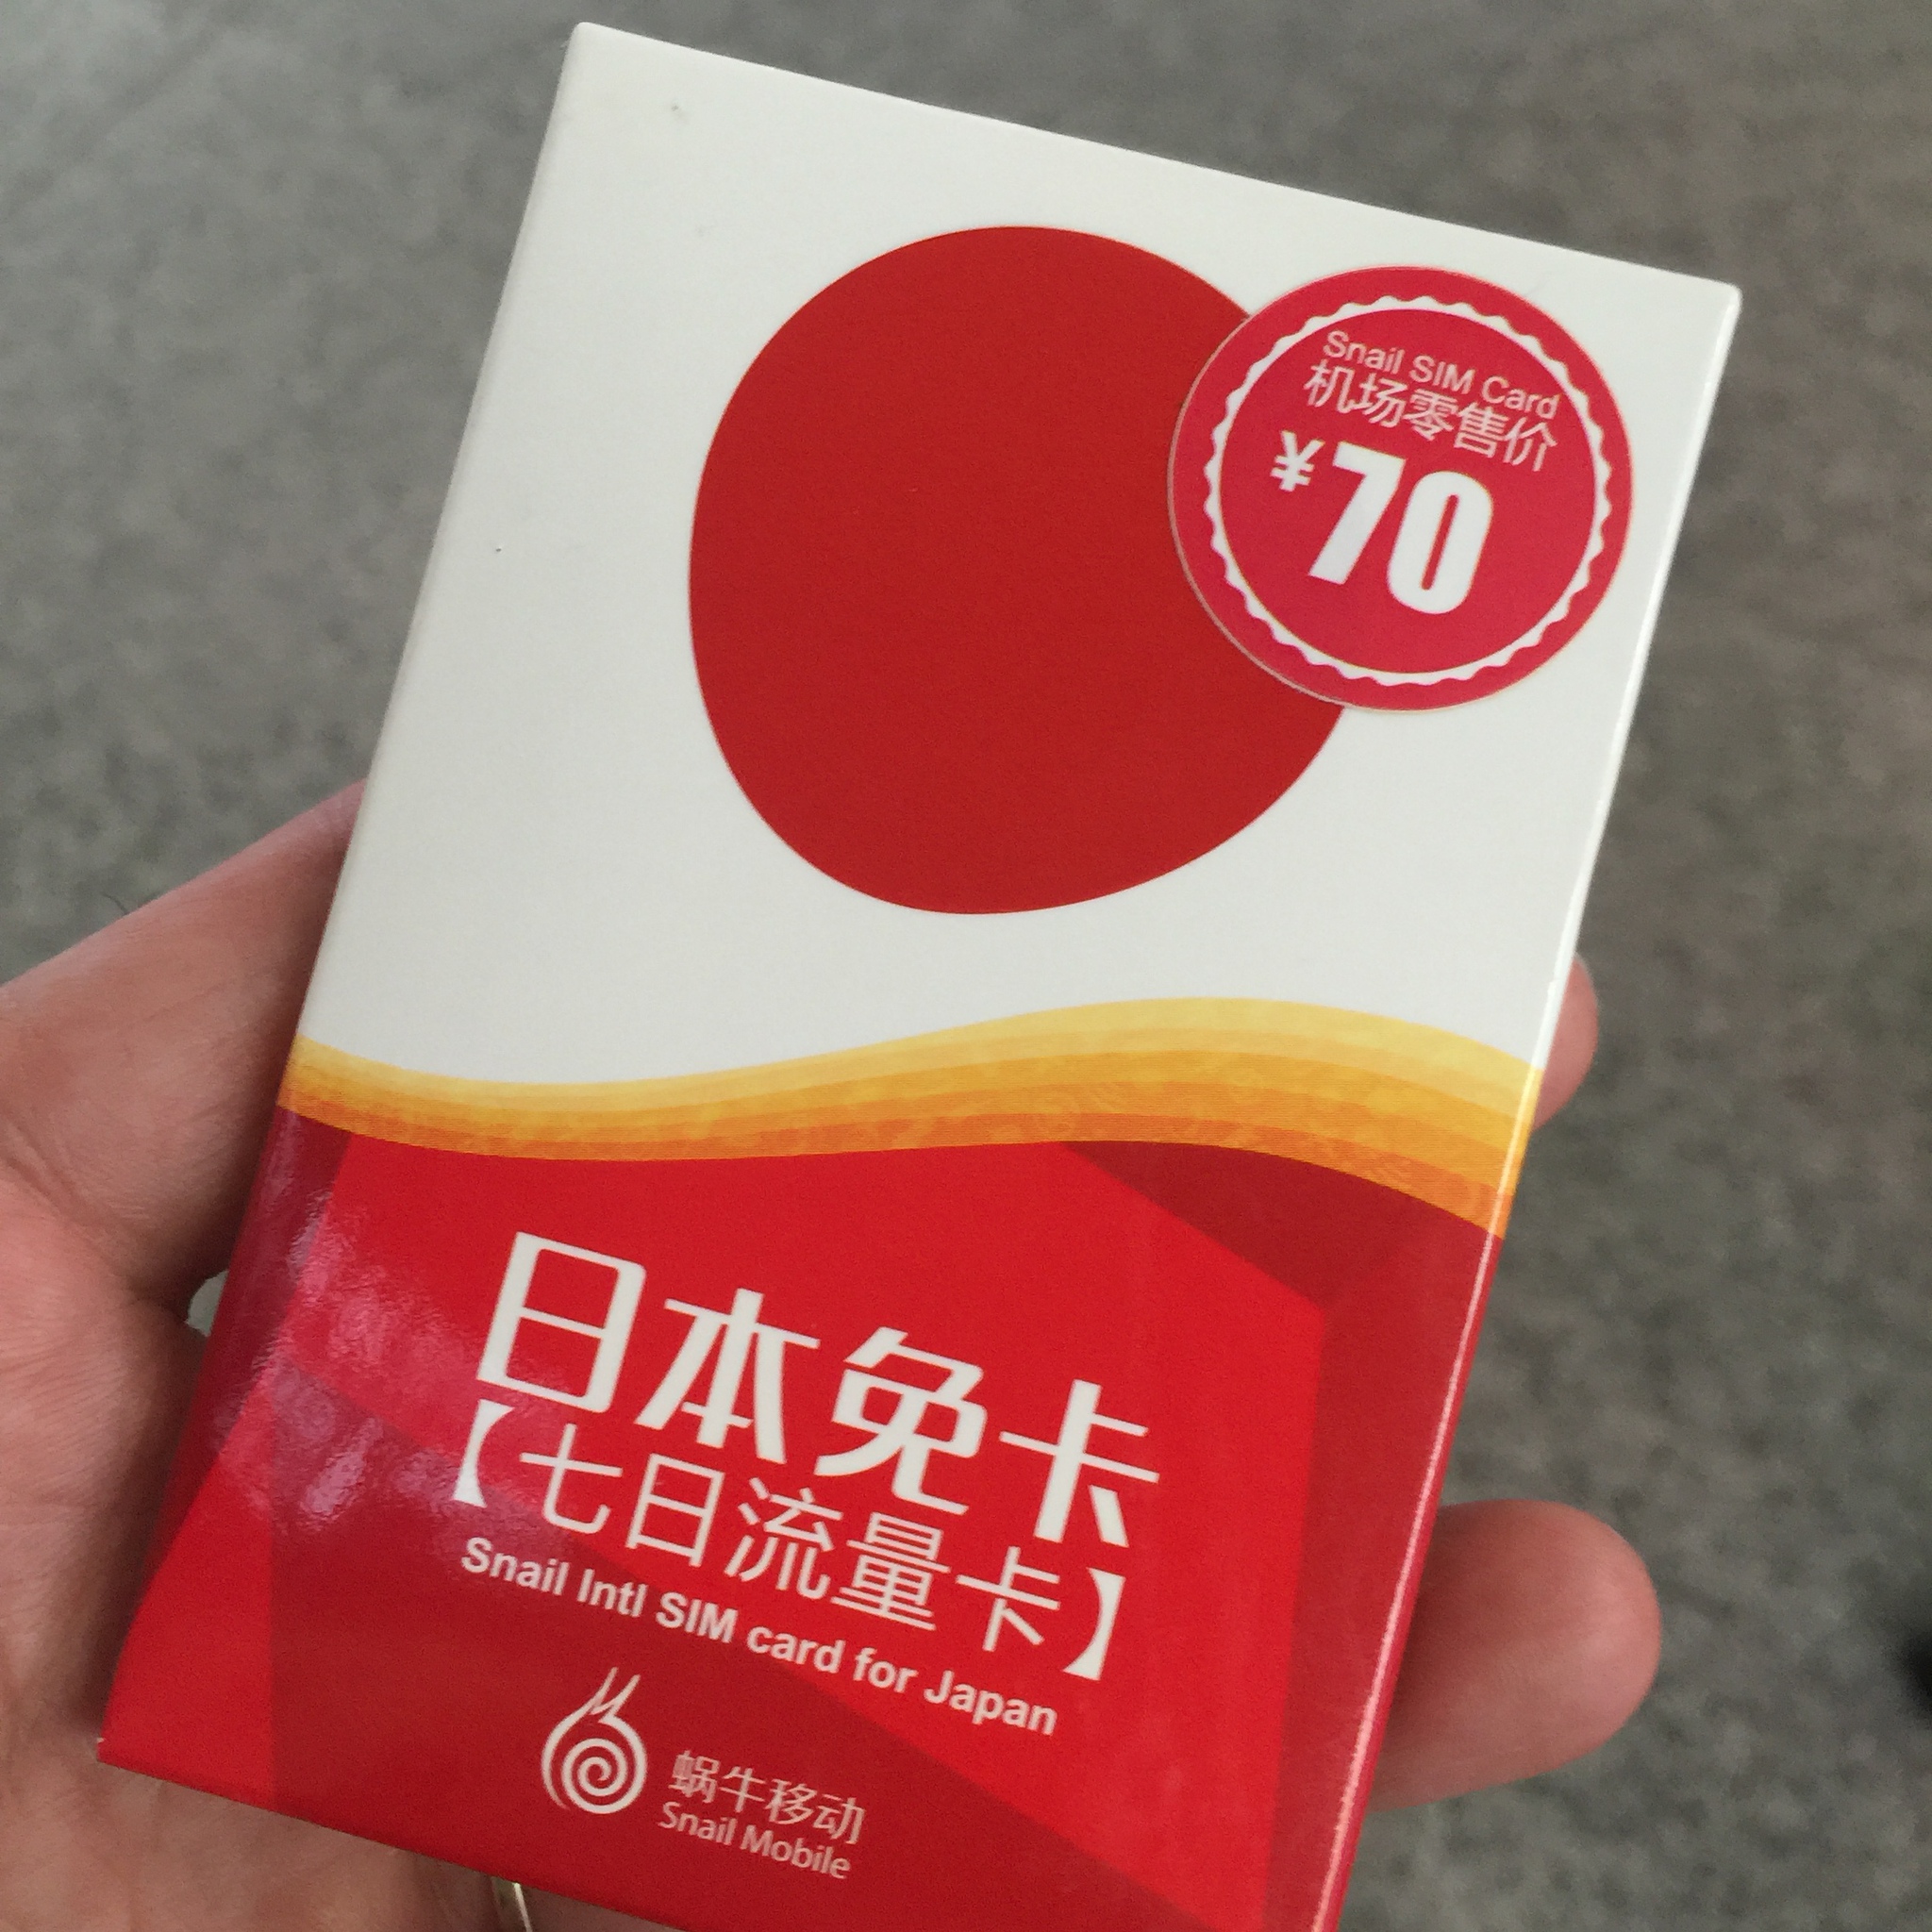 Snail SIM Card
机场零售价
¥70
日本免卡
【七日流量卡】
Snail Intl SIM card for Japan
蜗牛移动
Snail Mobile